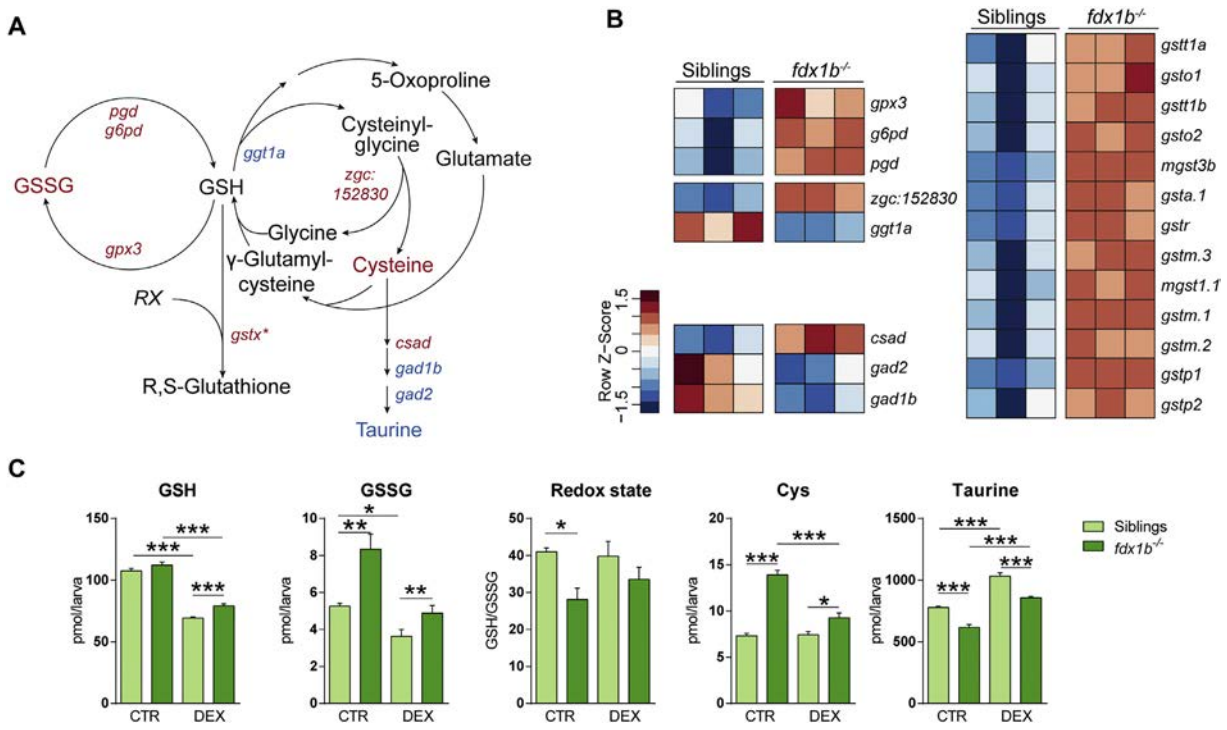 A
pgd
g6pd
GSSG
gpx3
GSH
ggt1a
5-Oxoproline
Cysteinyl-
glycine
Glutamate
zgc:
152830
Glycine
γ-Glutamyl-
cysteine
Cysteine
RX
gstx*
R,S-Glutathione
csad
gad1b
gad2
Taurine
B
Siblings fdx1b-/-
gpx3
g6pd
pgd
zgc:152830
ggt1a
csad
gad2
gad1b
Row Z-Score
1.5
0
−1.5
Siblings fdx1b-/-
gstt1a
gsto1
gstt1b
gsto2
mgst3b
gsta.1
gstr
gstm.3
mgst1.1
gstm.1
gstm.2
gstp1
gstp2
C
GSH
pmol/larva
150
100
50
0
***
***
***
CTR DEX
GSSG
pmol/larva
10
8
6
4
2
0
*
**
**
CTR DEX
Redox state
GSH/GSSG
50
40
30
20
10
0
*
CTR DEX
Cys
pmol/larva
20
15
10
5
0
***
***
*
CTR DEX
Taurine
pmol/larva
1500
1000
500
0
***
***
***
***
CTR DEX
Siblings
fdx1b-/-